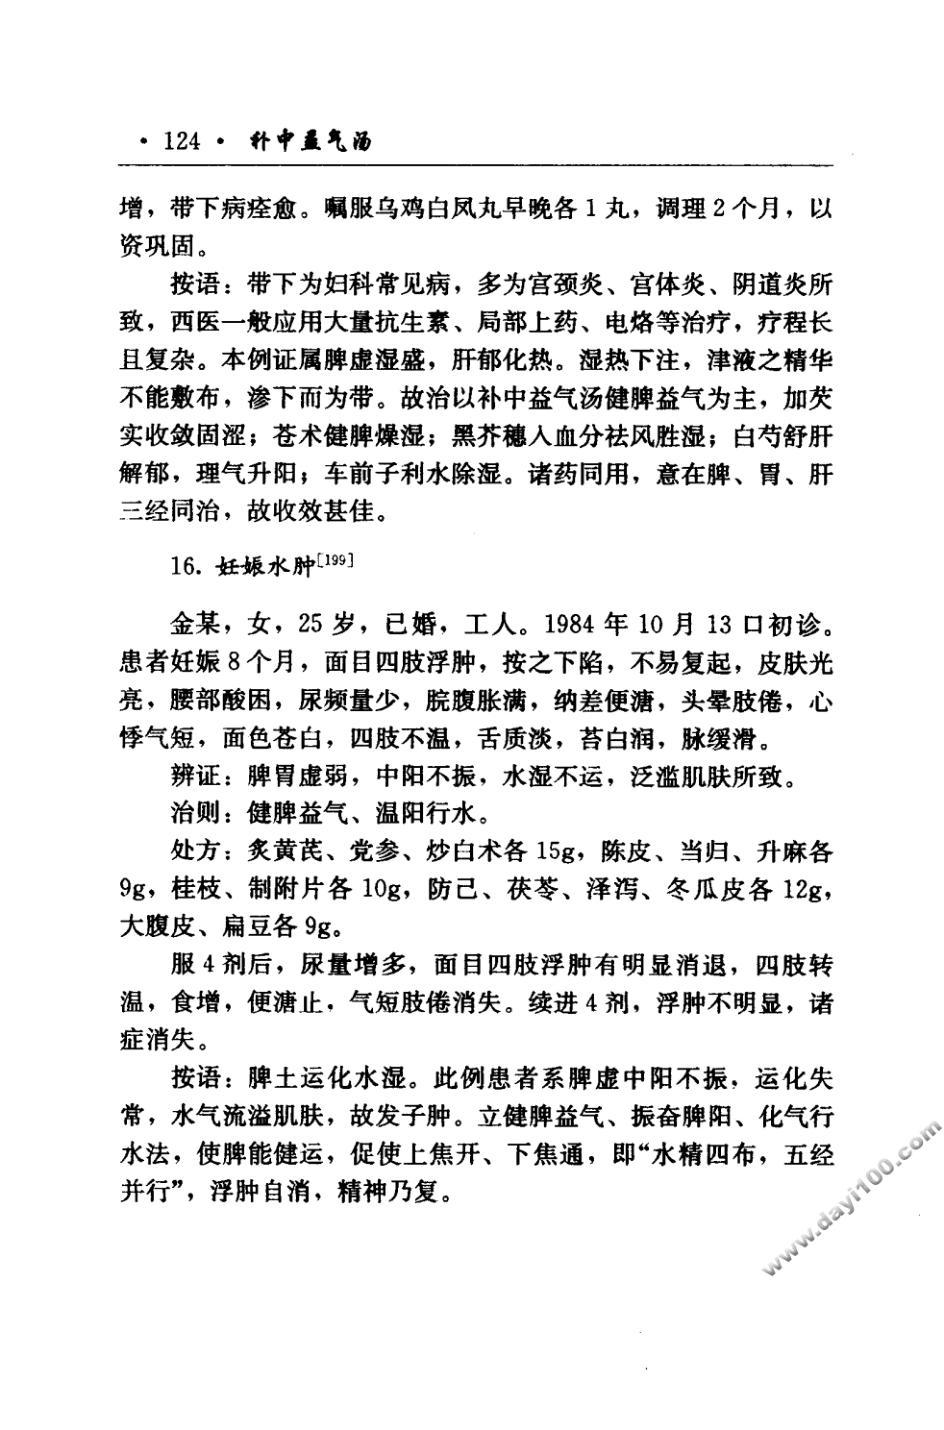 · 124 · 补中益气汤
增，带下病痊愈。嘱服乌鸡白凤丸早晚各 1 丸，调理 2 个月，以
资巩固。
按语：带下为妇科常见病，多为宫颈炎、宫体炎、阴道炎所
致，西医一般应用大量抗生素、局部上药、电烙等治疗，疗程长
且复杂。本例证属脾虚湿盛，肝郁化热。湿热下注，津液之精华
不能敷布，渗下而为带。故治以补中益气汤健脾益气为主，加芡
实收敛固涩；苍术健脾燥湿；黑芥穗人血分祛风胜湿；白芍舒肝
解郁，理气升阳；车前子利水除湿。诸药同用，意在脾、胃、肝
三经同治，故收效甚佳。
16. 妊娠水肿[199]
金某，女，25 岁，已婚，工人。1984 年 10 月 13 口初诊。
患者妊娠 8 个月，面目四肢浮肿，按之下陷，不易复起，皮肤光
亮，腰部酸困，尿频量少，脘腹胀满，纳差便溏，头晕肢倦，心
悸气短，面色苍白，四肢不温，舌质淡，苔白润，脉缓滑。
辨证：脾胃虚弱，中阳不振，水湿不运，泛滥肌肤所致。
治则：健脾益气、温阳行水。
处方：炙黄芪、党参、炒白术各 15g，陈皮、当归、升麻各
9g，桂枝、制附片各 10g，防己、茯苓、泽泻、冬瓜皮各 12g，
大腹皮、扁豆各 9g。
服 4 剂后，尿量增多，面目四肢浮肿有明显消退，四肢转
温，食增，便溏止，气短肢倦消失。续进 4 剂，浮肿不明显，诸
症消失。
按语：脾土运化水湿。此例患者系脾虚中阳不振，运化失
常，水气流溢肌肤，故发子肿。立健脾益气、振奋脾阳、化气行
水法，使脾能健运，促使上焦开、下焦通，即“水精四布，五经
并行”，浮肿自消，精神乃复。
www.dayi100.com